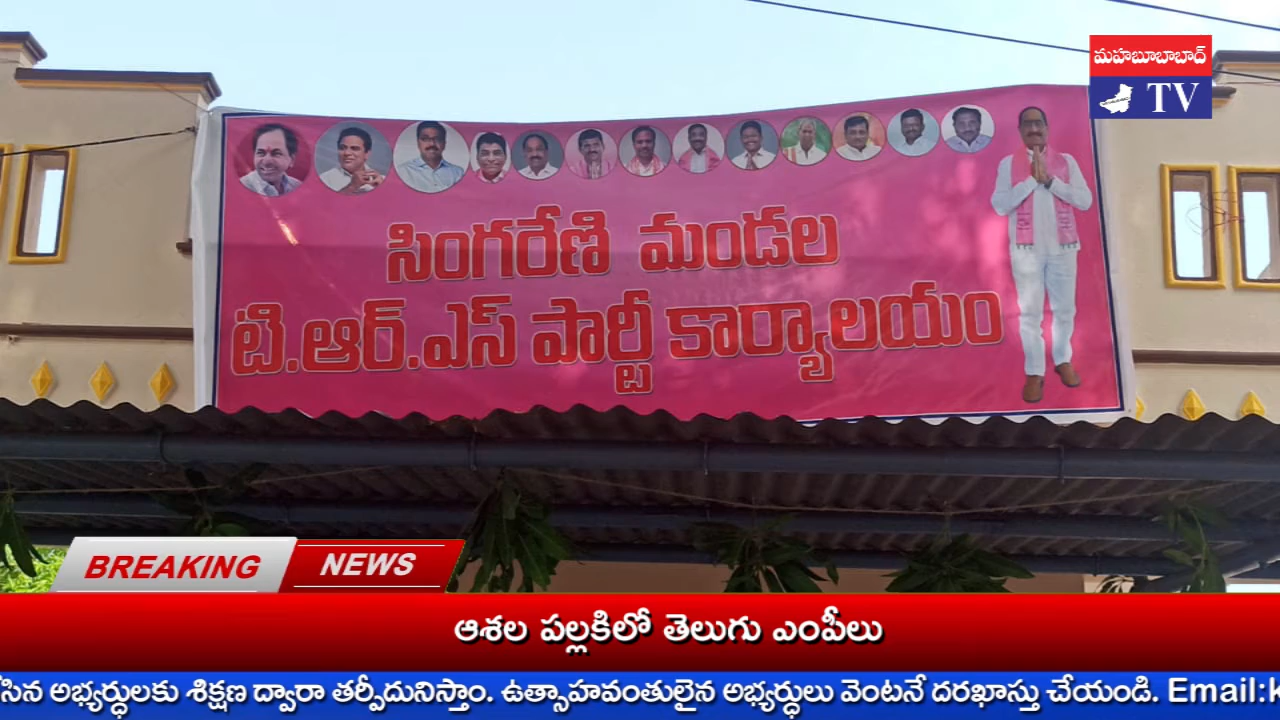 మహబూబాబాద్
TV
సింగరేణి మండల
టి.ఆర్.ఎస్ పార్టీ కార్యాలయం
BREAKING NEWS
ఆశల పల్లకిలో తెలుగు ఎంపీలు
అభ్యర్ధులకు శిక్షణ ద్వారా తర్పీదునిస్తాం. ఉత్సాహవంతులైన అభ్యర్ధులు వెంటనే దరఖాస్తు చేయండి. Email: